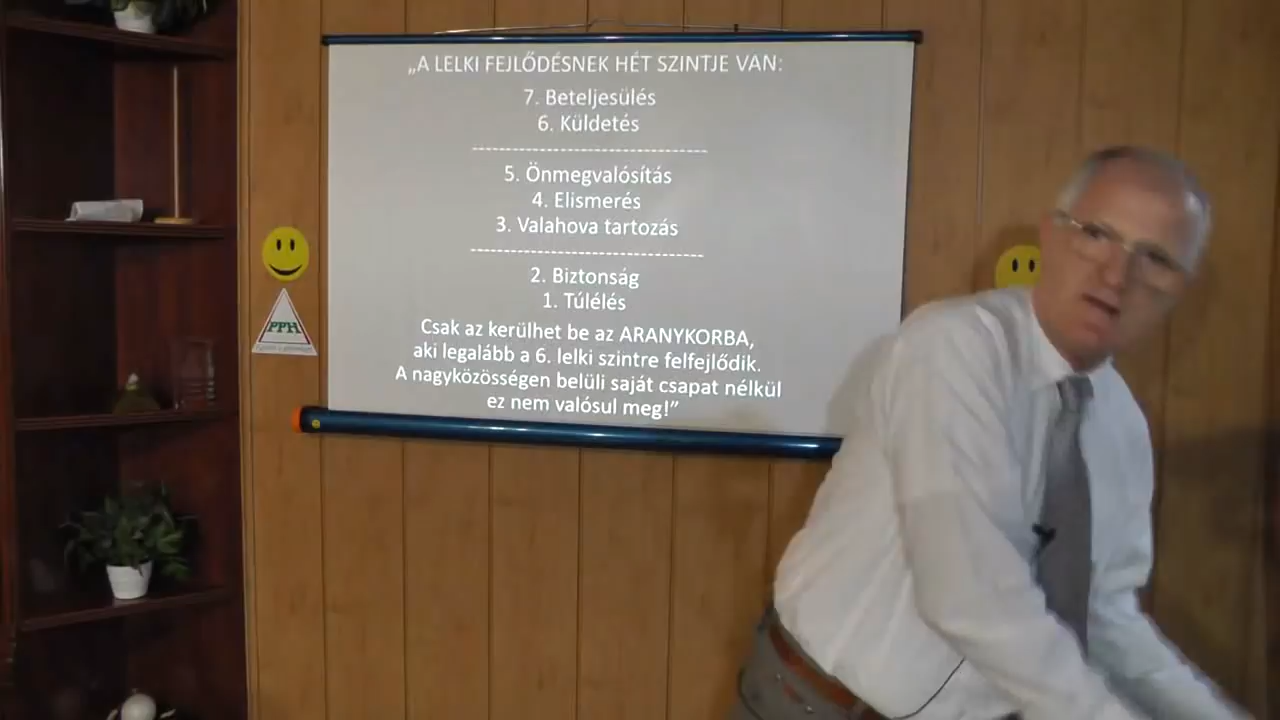 „A LELKI FEJLŐDÉSNEK HÉT SZINTJE VAN:
7. Beteljesülés
6. Küldetés
-----------------------------
5. Önmegvalósítás
4. Elismerés
3. Valahova tartozás
-----------------------------
2. Biztonság
1. Túlélés
Csak az kerülhet be az ARANYKORBA,
aki legalább a 6. lelki szintre felfejlődik.
A nagyközösségen belüli saját csapat nélkül
ez nem valósul meg!”
PPH